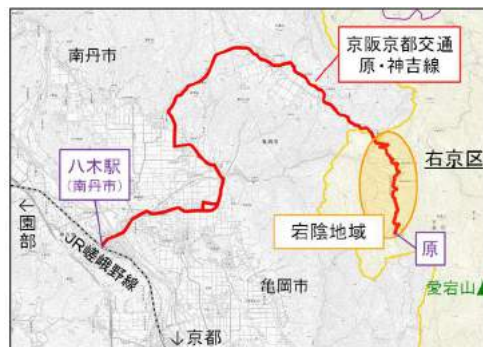 南丹市
京阪京都交通
原・神吉線
八木駅
(南丹市)
右京区
←園部
JR嵯峨野線
宕陰地域
原
亀岡市
愛宕山
↓京都